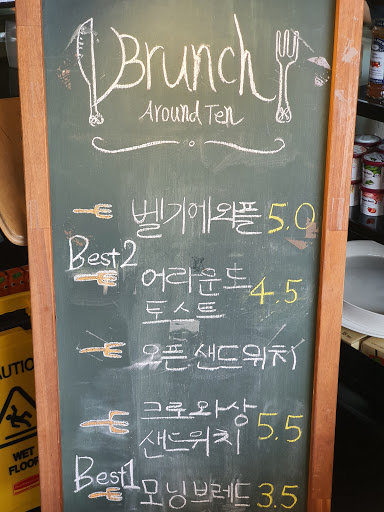 Brunch
Around Ten
벨기에와플 5.0
Best2
어라운드
토스트 4.5
오픈샌드위치
크로와상
샌드위치 5.5
Best1
모닝브레드 3.5
WET